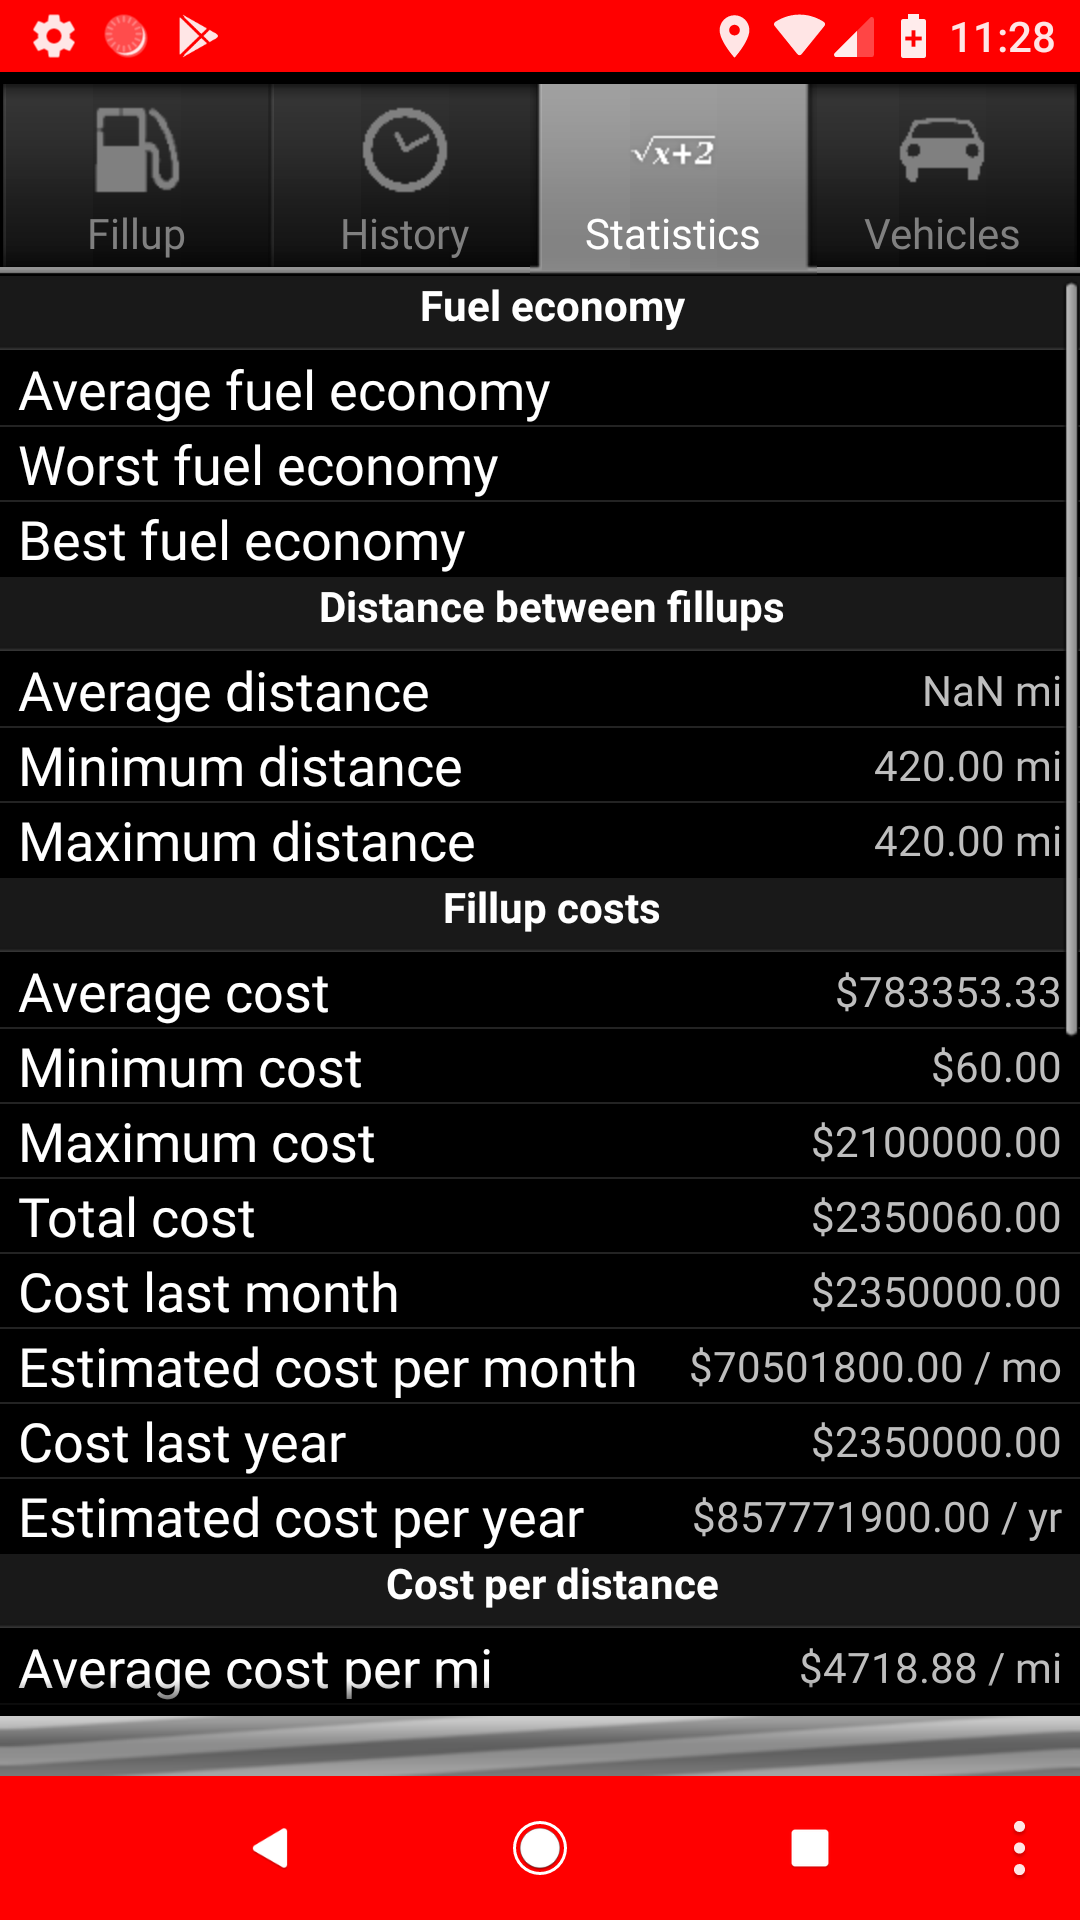 11:28
√x+2
Fillup
History
Statistics
Vehicles
Fuel economy
Average fuel economy
Worst fuel economy
Best fuel economy
Distance between fillups
Average distance NaN mi
Minimum distance 420.00 mi
Maximum distance 420.00 mi
Fillup costs
Average cost $783353.33
Minimum cost $60.00
Maximum cost $2100000.00
Total cost $2350060.00
Cost last month $2350000.00
Estimated cost per month $70501800.00 / mo
Cost last year $2350000.00
Estimated cost per year $857771900.00 / yr
Cost per distance
Average cost per mi $4718.88 / mi